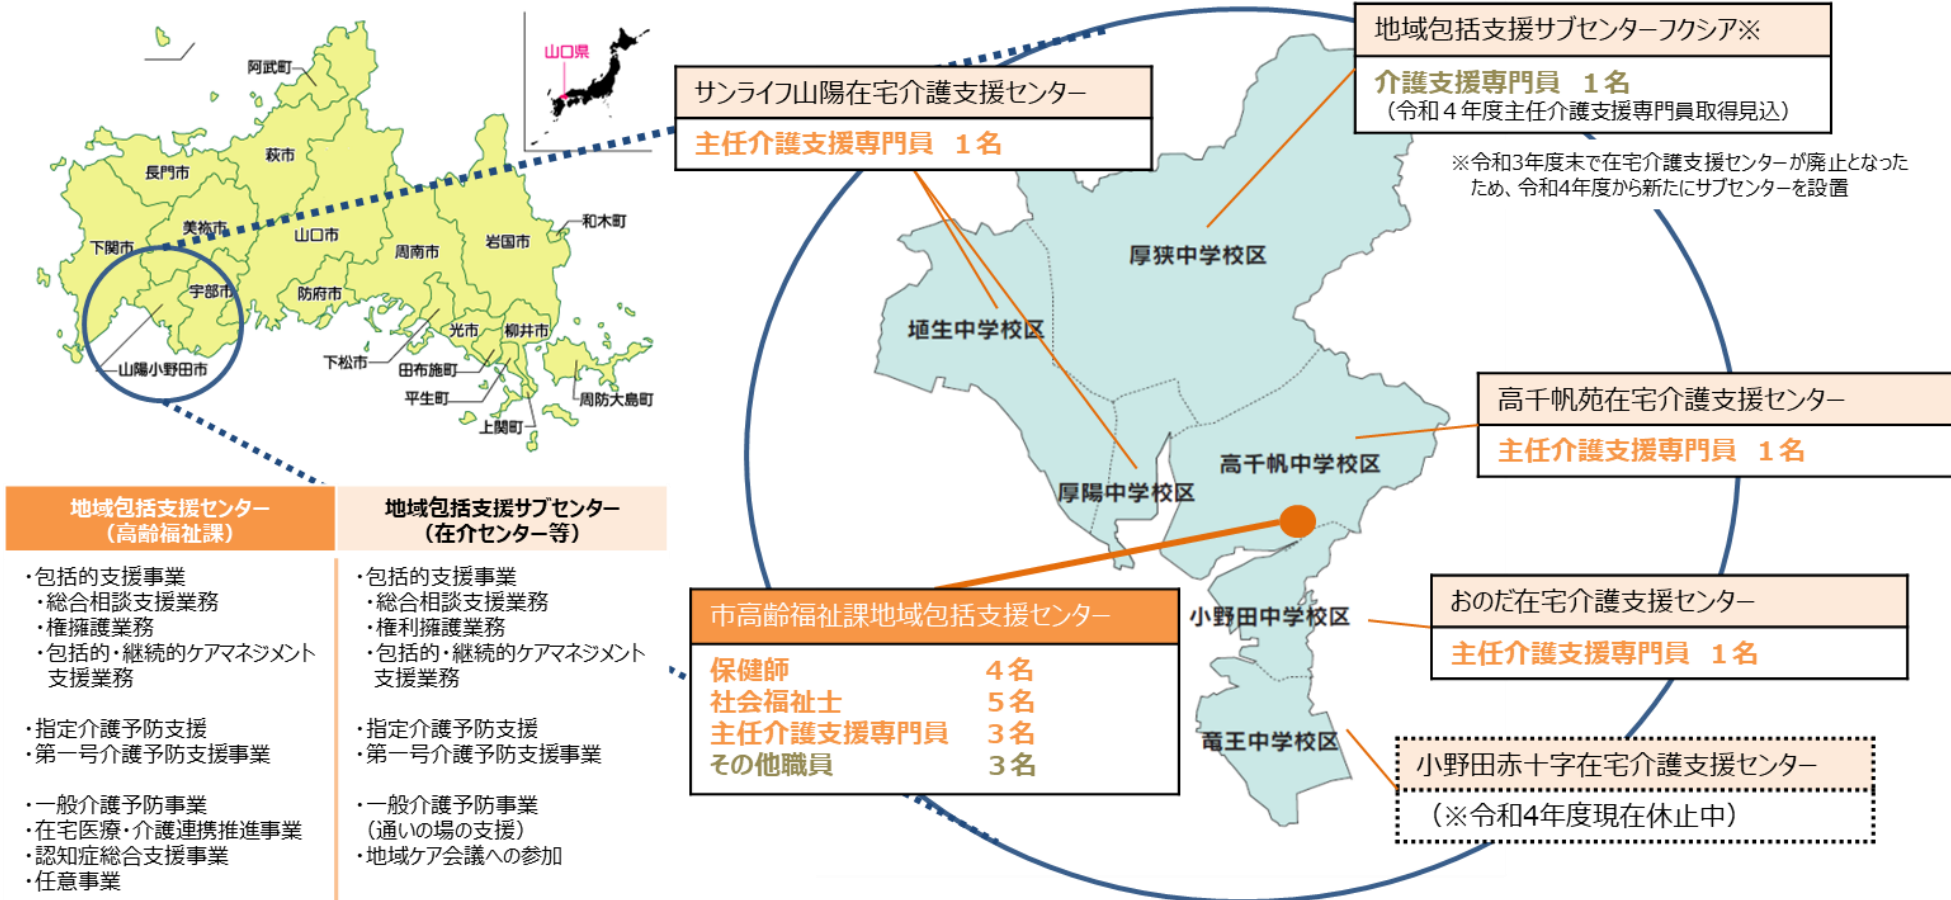 山口県
阿武町
萩市
長門市
美祢市
下関市
山口市
周南市
岩国市
和木町
宇部市
防府市
光市
柳井市
下松市
田布施町
山陽小野田市
平生町
周防大島町
上関町
サンライフ山陽在宅介護支援センター
主任介護支援専門員 1名
地域包括支援サブセンターフクシア※
介護支援専門員 1名
（令和４年度主任介護支援専門員取得見込）
※令和3年度末で在宅介護支援センターが廃止となった
ため、令和4年度から新たにサブセンターを設置
厚狭中学校区
埴生中学校区
高千帆中学校区
厚陽中学校区
小野田中学校区
竜王中学校区
高千帆苑在宅介護支援センター
主任介護支援専門員 1名
おのだ在宅介護支援センター
主任介護支援専門員 1名
小野田赤十字在宅介護支援センター
（※令和4年度現在休止中）
市高齢福祉課地域包括支援センター
保健師 4名
社会福祉士 5名
主任介護支援専門員 3名
その他職員 3名
地域包括支援センター
（高齢福祉課）
・包括的支援事業
・総合相談支援業務
・権擁護業務
・包括的・継続的ケアマネジメント
支援業務
・指定介護予防支援
・第一号介護予防支援事業
・一般介護予防事業
・在宅医療・介護連携推進事業
・認知症総合支援事業
・任意事業
地域包括支援サブセンター
（在介センター等）
・包括的支援事業
・総合相談支援業務
・権利擁護業務
・包括的・継続的ケアマネジメント
支援業務
・指定介護予防支援
・第一号介護予防支援事業
・一般介護予防事業
（通いの場の支援）
・地域ケア会議への参加